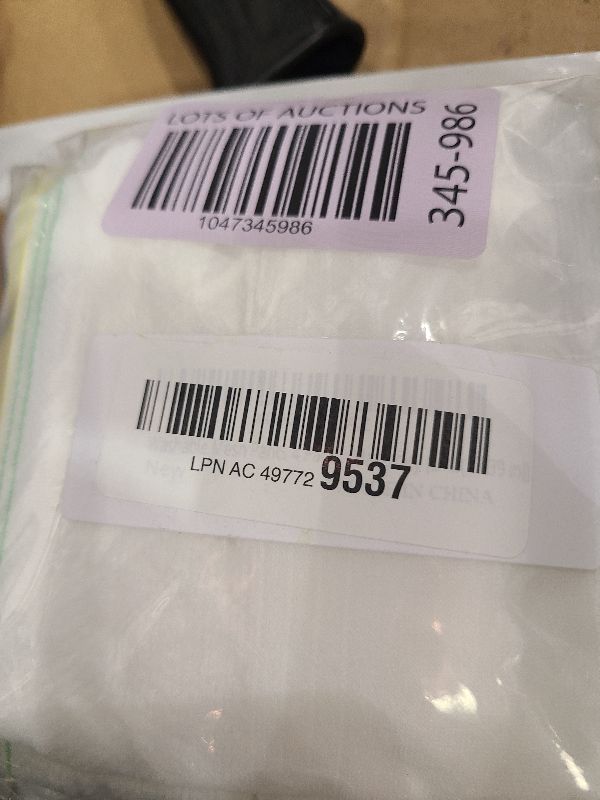 LOTS OF AUCTIONS
1047345986
345-986
LPN AC 49772 9537
New
IN CHINA